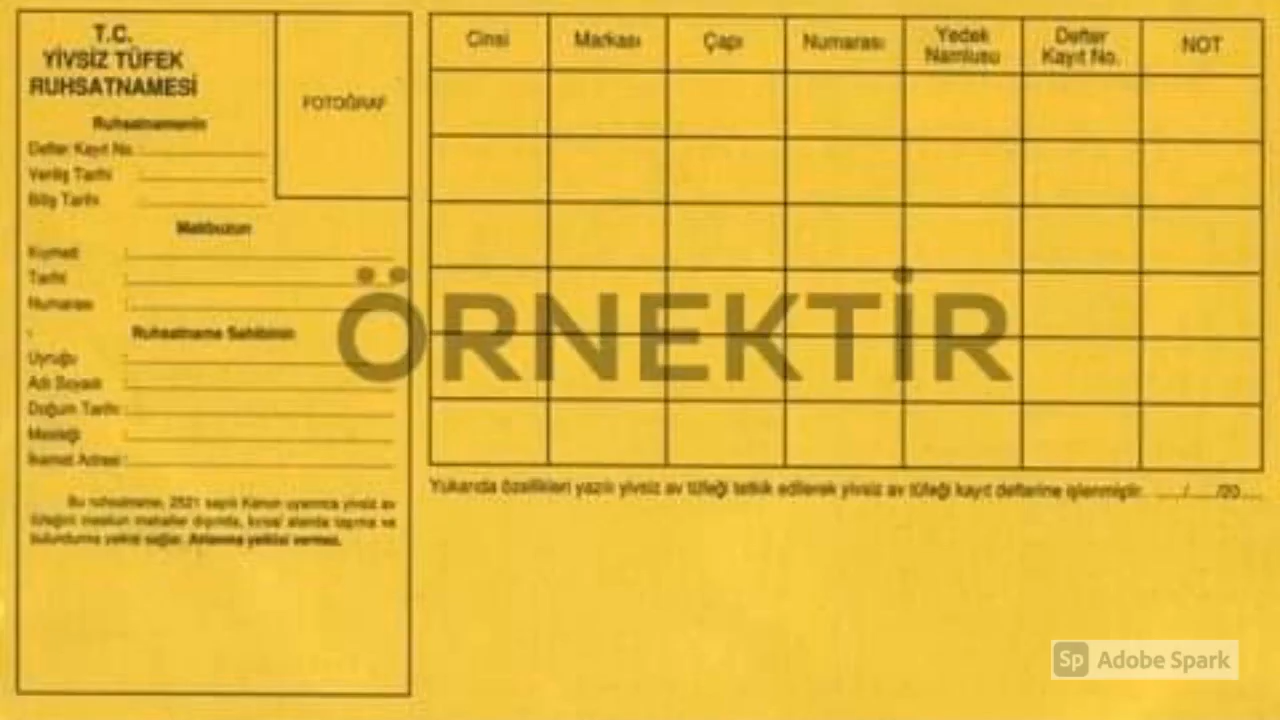 T.C.
YİVSİZ TÜFEK
RUHSATNAMESİ
FOTOĞRAF
Ruhsatnamenin
Defter Kayıt No
Veriliş Tarihi
Bitiş Tarihi
Makbuzun
Kıymeti
Tarihi
Numarası
Ruhsatname Sahibinin
Uyruğu
Adı Soyadı
Doğum Tarihi:
Mesleği
İkamet Adresi:
Bu ruhsatname, 2521 sayılı Kanun uyarınca yivsiz av
tüfeğini meskun mahaller dışında, kırsal alanda taşıma ve
bulundurma yetkisi sağlar. Avlanma yetkisi vermez.
Cinsi
Markası
Çapı
Numarası
Yedek
Namlusu
Defter
Kayıt No.
NOT
Yukarıda özellikleri yazılı yivsiz av tüfeği tetkik edilerek yivsiz av tüfeği kayıt defterine işlenmiştir. ..../..../20....
ÖRNEKTİR
Sp Adobe Spark